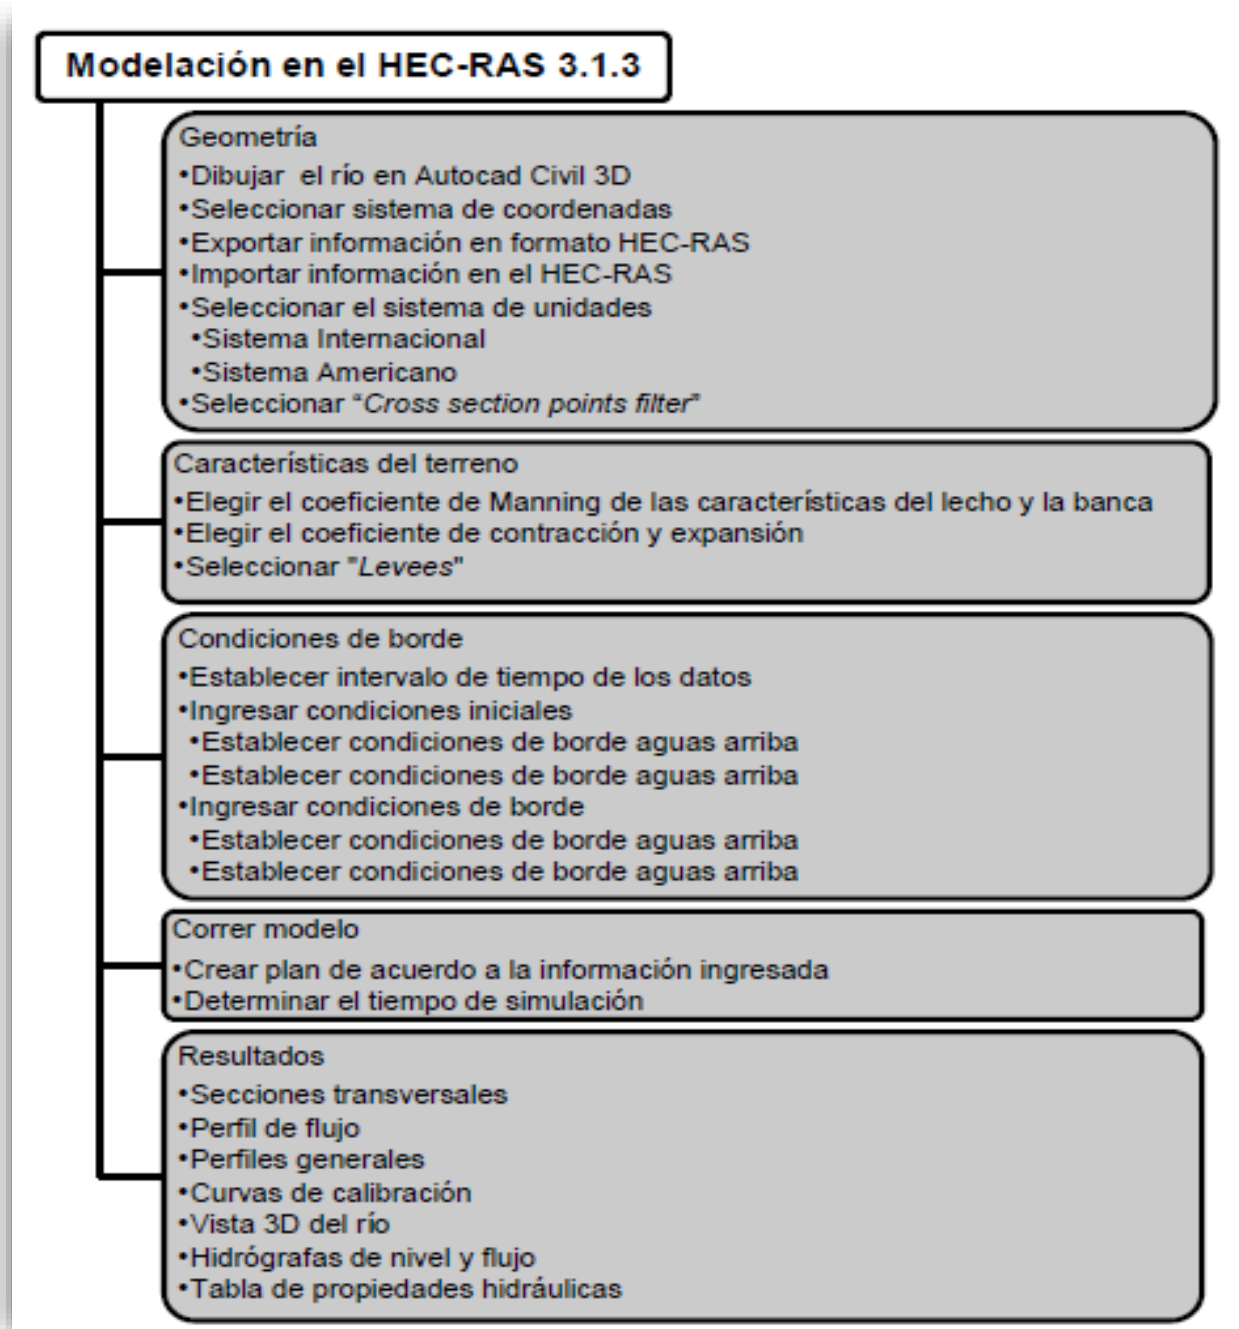 Modelación en el HEC-RAS 3.1.3
Geometría
•Dibujar el río en Autocad Civil 3D
•Seleccionar sistema de coordenadas
•Exportar información en formato HEC-RAS
•Importar información en el HEC-RAS
•Seleccionar el sistema de unidades
•Sistema Internacional
•Sistema Americano
•Seleccionar “Cross section points filter”
Características del terreno
•Elegir el coeficiente de Manning de las características del lecho y la banca
•Elegir el coeficiente de contracción y expansión
•Seleccionar "Levees"
Condiciones de borde
•Establecer intervalo de tiempo de los datos
•Ingresar condiciones iniciales
•Establecer condiciones de borde aguas arriba
•Establecer condiciones de borde aguas arriba
•Ingresar condiciones de borde
•Establecer condiciones de borde aguas arriba
•Establecer condiciones de borde aguas arriba
Correr modelo
•Crear plan de acuerdo a la información ingresada
•Determinar el tiempo de simulación
Resultados
•Secciones transversales
•Perfil de flujo
•Perfiles generales
•Curvas de calibración
•Vista 3D del río
•Hidrógrafas de nivel y flujo
•Tabla de propiedades hidráulicas